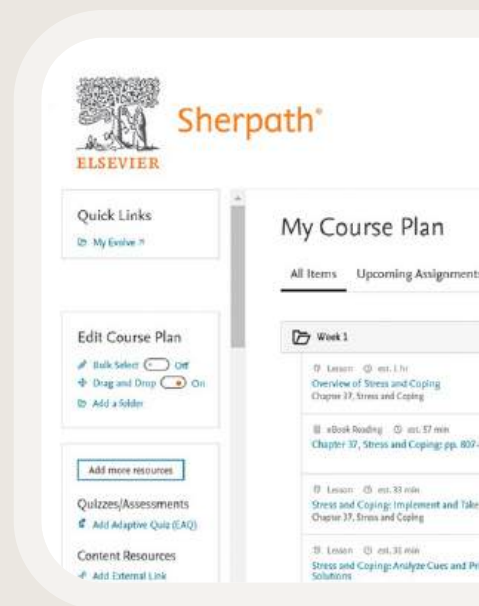 Sherpath®
ELSEVIER
Quick Links
My Evolve
Edit Course Plan
Bulk Select Off
Drag and Drop On
Add a folder
Add more resources
Quizzes/Assessments
Add Adaptive Quiz (EAQ)
Content Resources
Add External Link
My Course Plan
All Items Upcoming Assignments
Week 1
Lesson est. 1 hr
Overview of Stress and Coping
Chapter 37, Stress and Coping
eBook Reading est. 57 min
Chapter 37, Stress and Coping: pp. 807-
Lesson est. 33 min
Stress and Coping: Implement and Take
Chapter 37, Stress and Coping
Lesson est. 31 min
Stress and Coping: Analyze Cues and Pr
Solutions